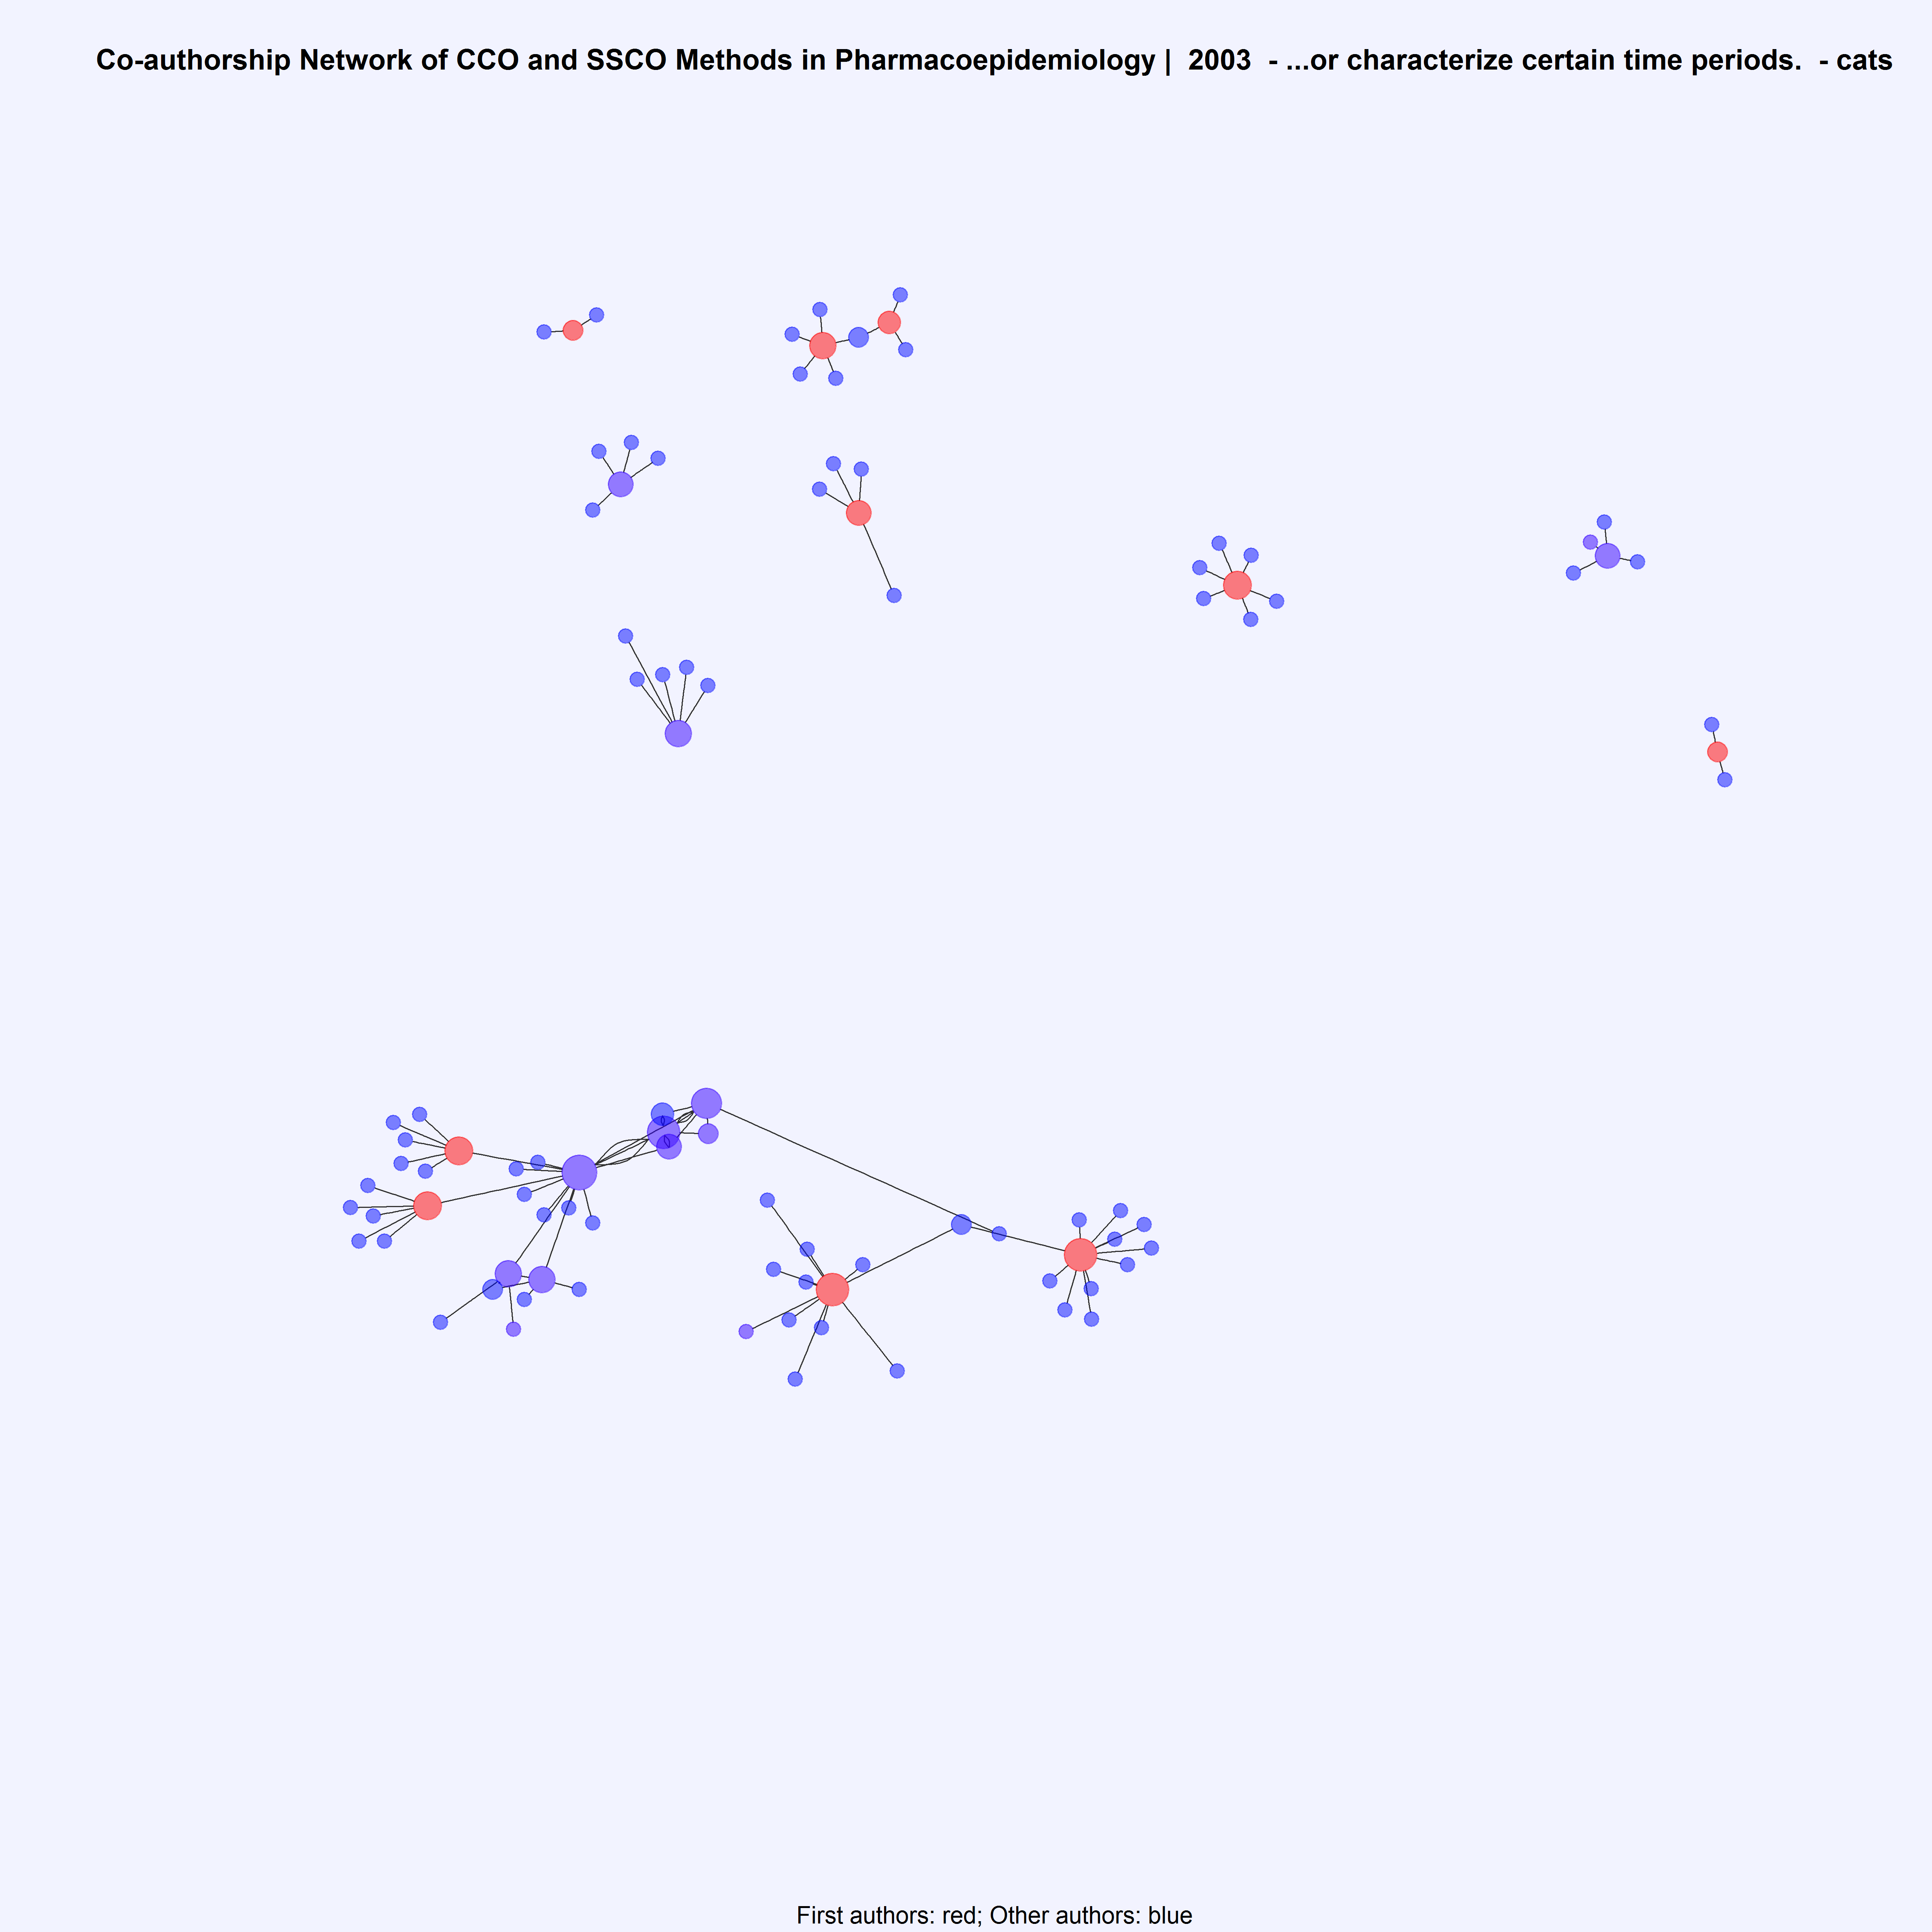 Co-authorship Network of CCO and SSCO Methods in Pharmacoepidemiology | 2003 - ...or characterize certain time periods. - cats
First authors: red; Other authors: blue